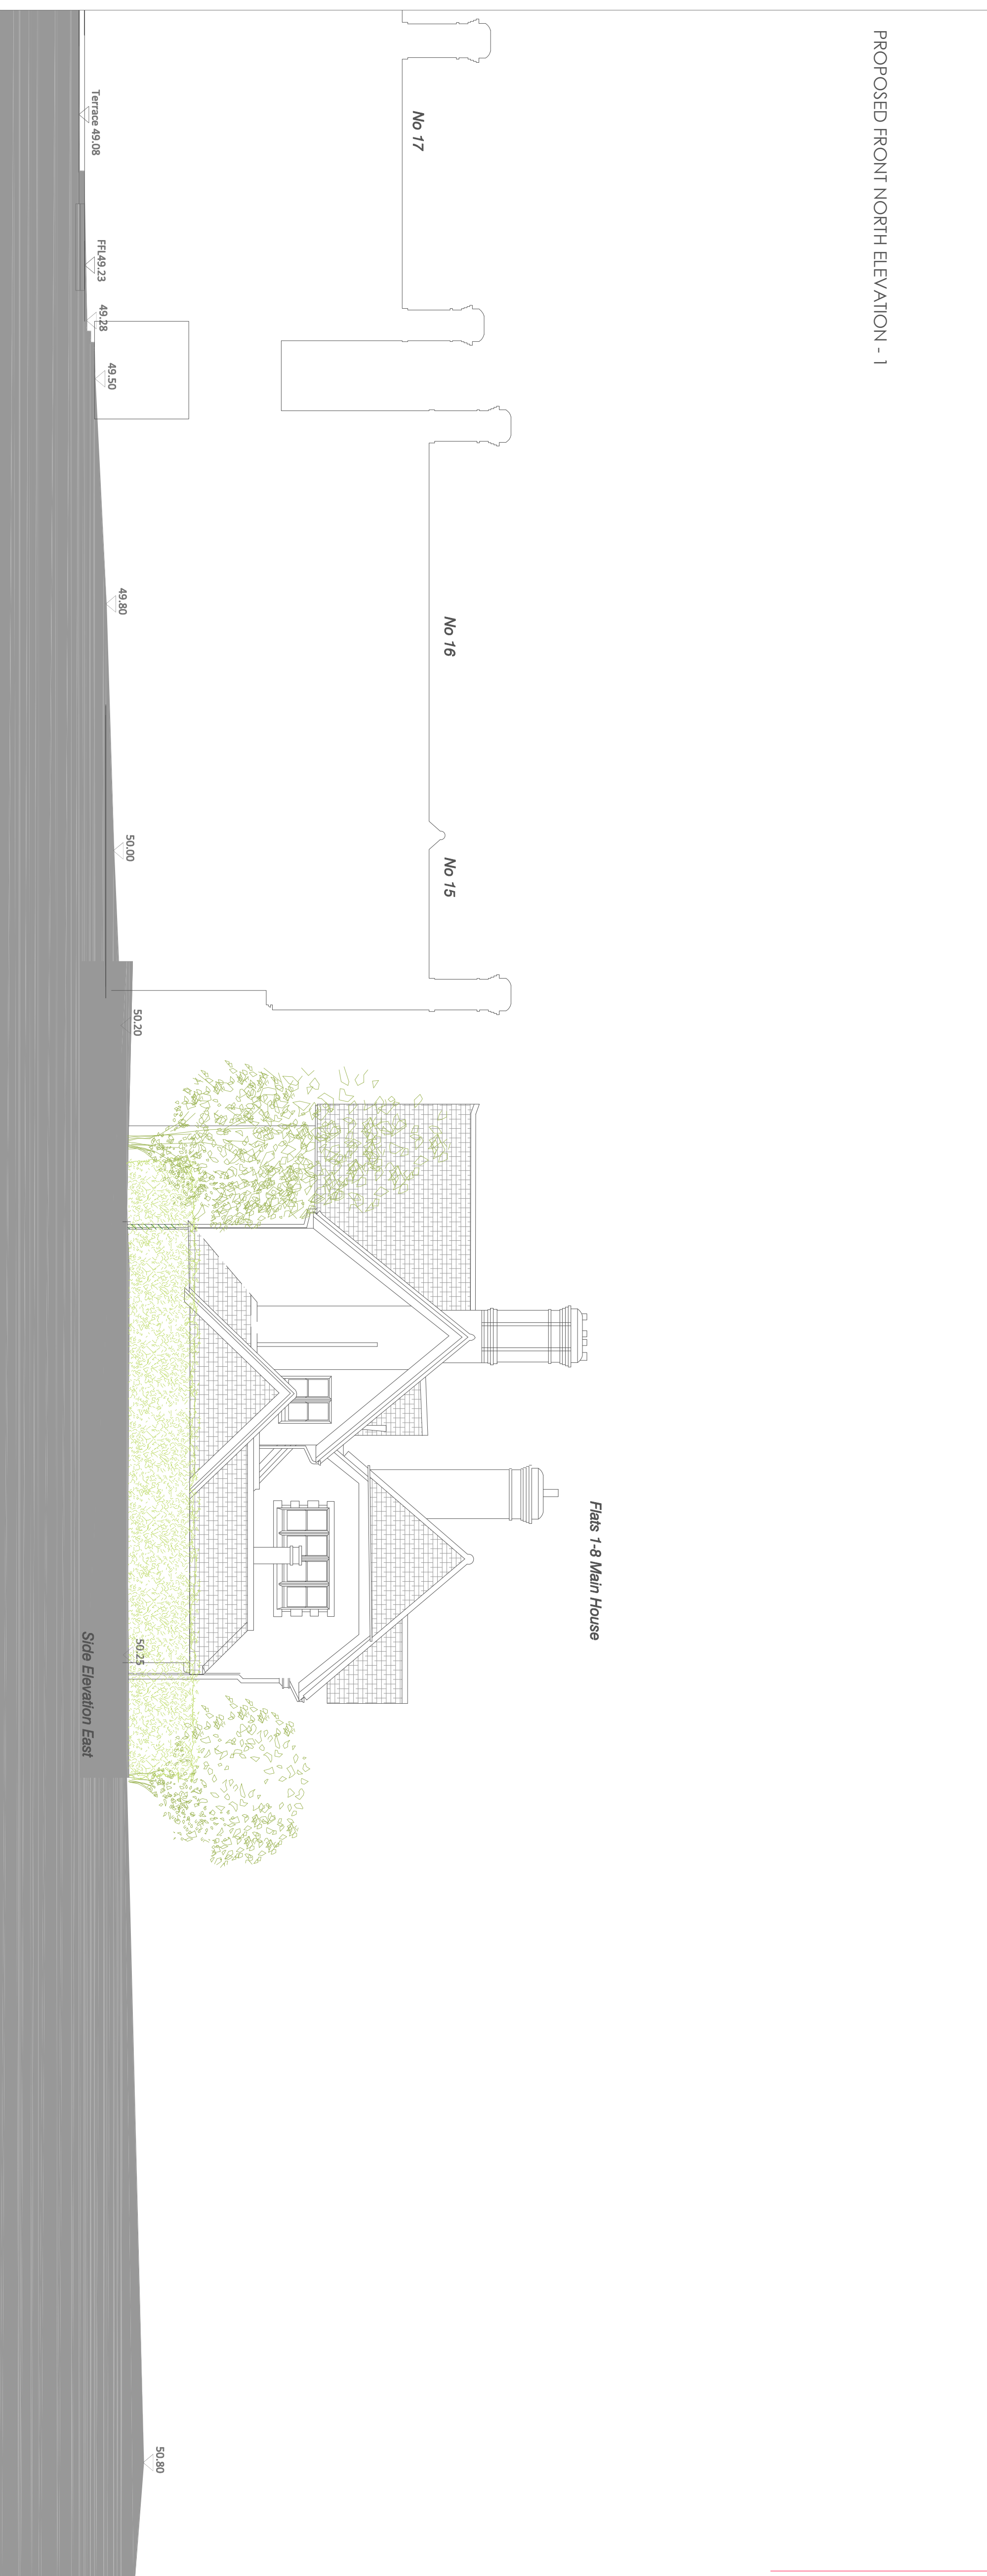 PROPOSED FRONT NORTH ELEVATION - 1
Flats 1-8 Main House
No 17
No 16
No 15
Terrace 49.08
FFL49.23
49.28
49.50
49.80
50.00
50.20
50.25
50.80
Side Elevation East